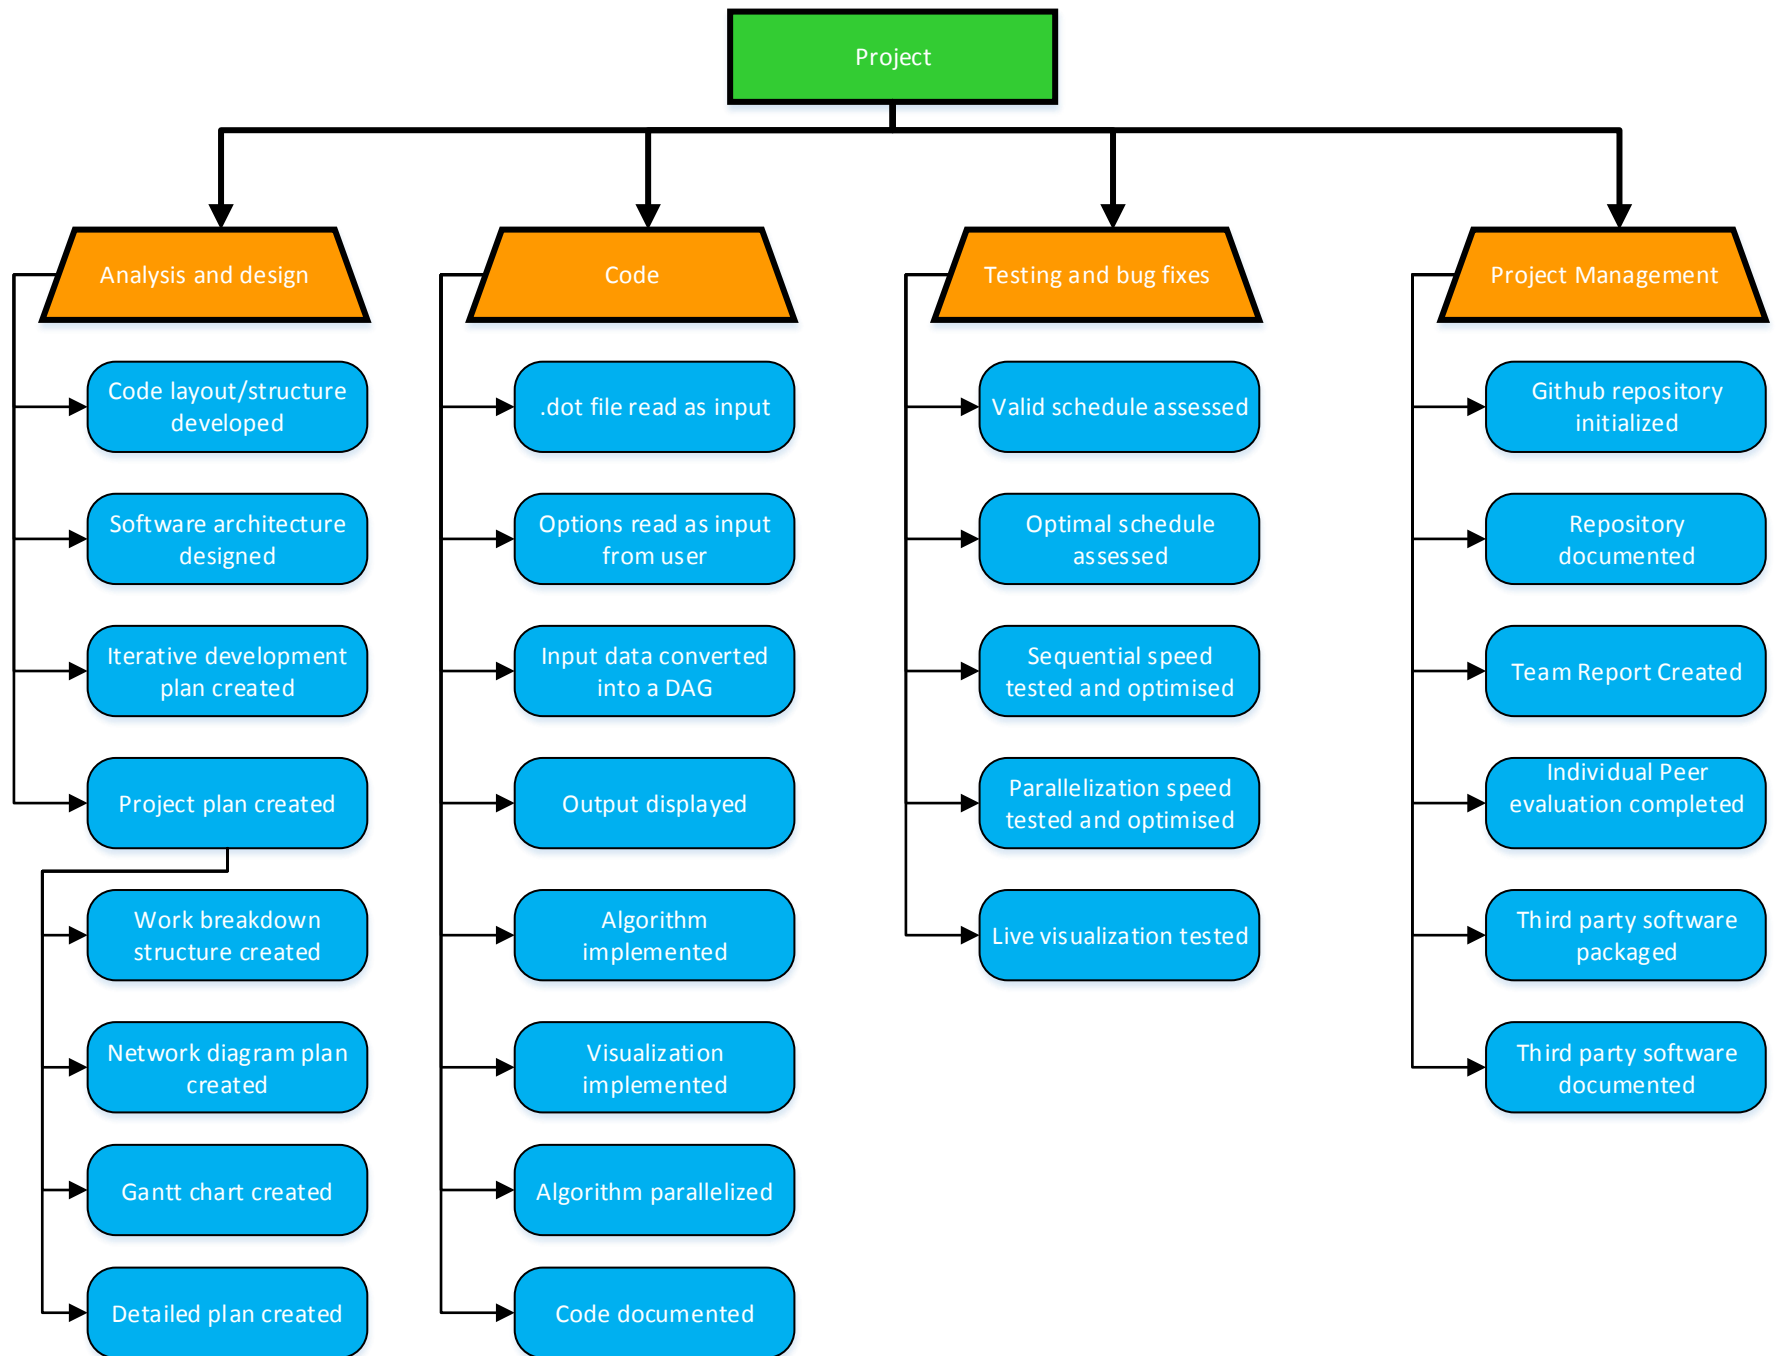 Project
Analysis and design
Code layout/structure
developed
Software architecture
designed
Iterative development
plan created
Project plan created
Work breakdown
structure created
Network diagram plan
created
Gantt chart created
Detailed plan created
Code
.dot file read as input
Options read as input
from user
Input data converted
into a DAG
Output displayed
Algorithm
implemented
Visualization
implemented
Algorithm parallelized
Code documented
Testing and bug fixes
Valid schedule assessed
Optimal schedule
assessed
Sequential speed
tested and optimised
Parallelization speed
tested and optimised
Live visualization tested
Project Management
Github repository
initialized
Repository
documented
Team Report Created
Individual Peer
evaluation completed
Third party software
packaged
Third party software
documented